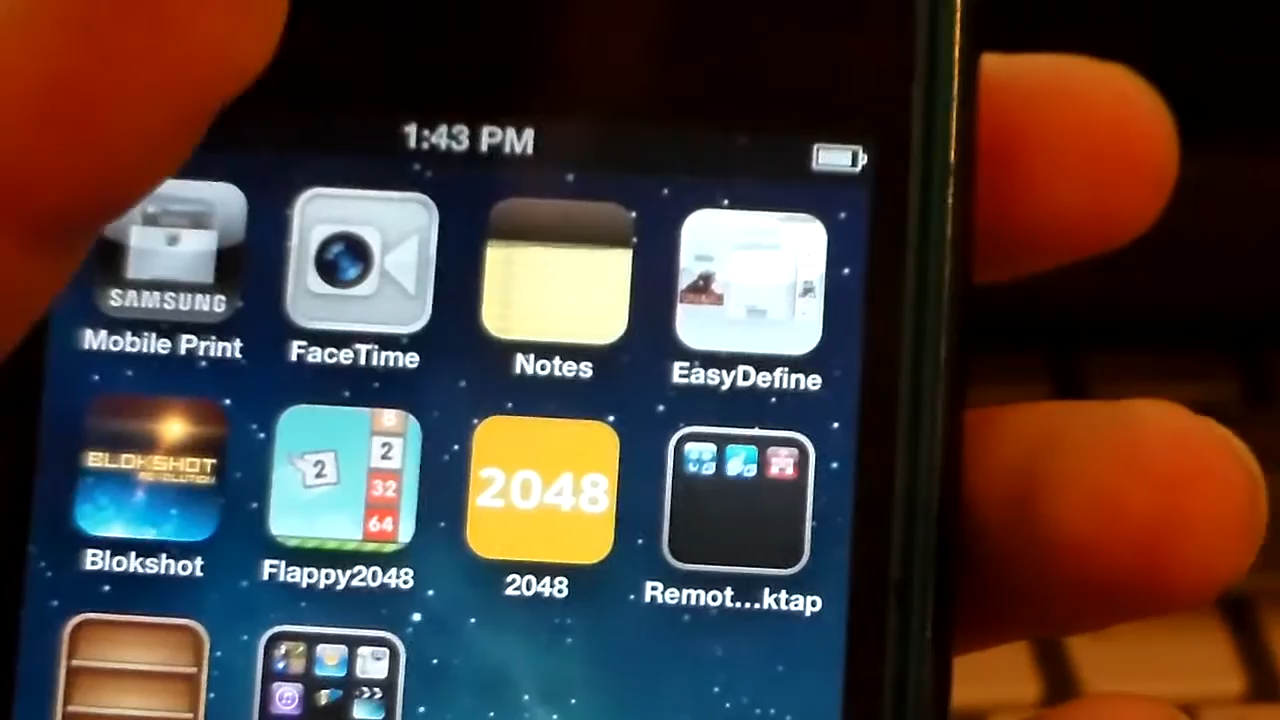 1:43 PM
SAMSUNG
Mobile Print
FaceTime
Notes
EasyDefine
BLOKSHOT
REVOLUTION
Blokshot
2
2
32
64
Flappy2048
2048
2048
Remot...ktap